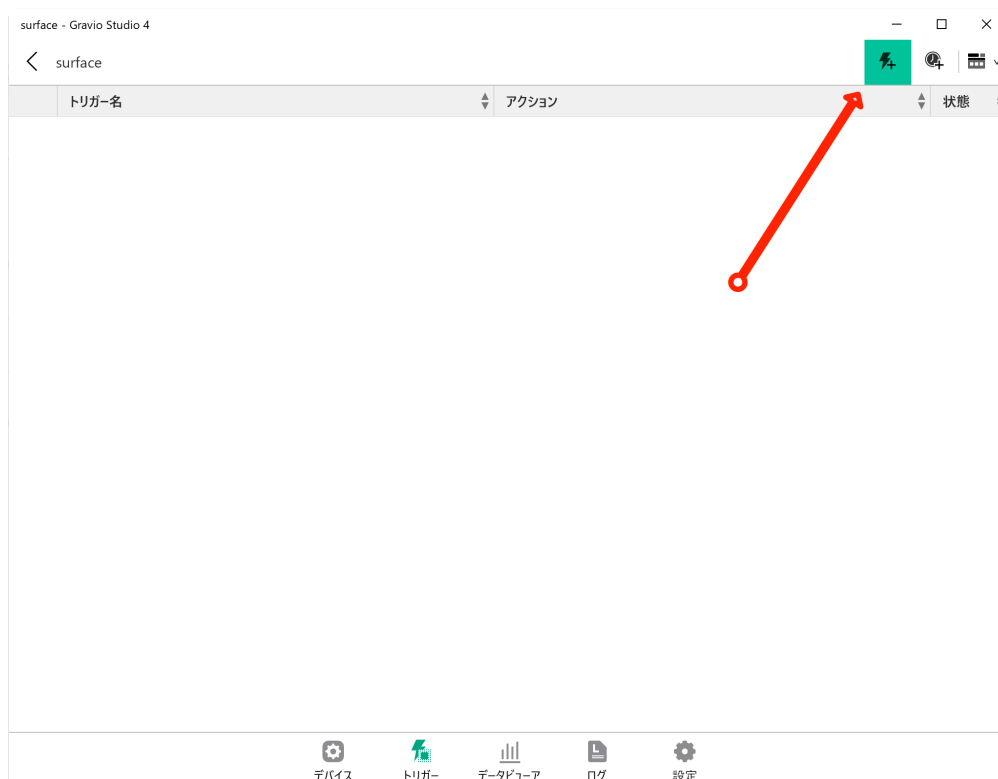 surface - Gravio Studio 4
surface
トリガー名 アクション 状態
デバイス トリガー データビューア ログ 設定